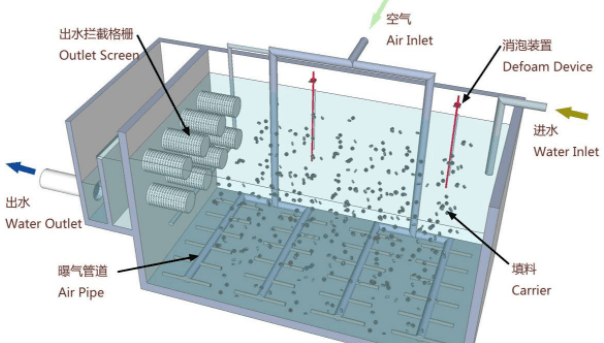 空气
Air Inlet
出水拦截格栅
Outlet Screen
消泡装置
Defoam Device
进水
Water Inlet
出水
Water Outlet
曝气管道
Air Pipe
填料
Carrier